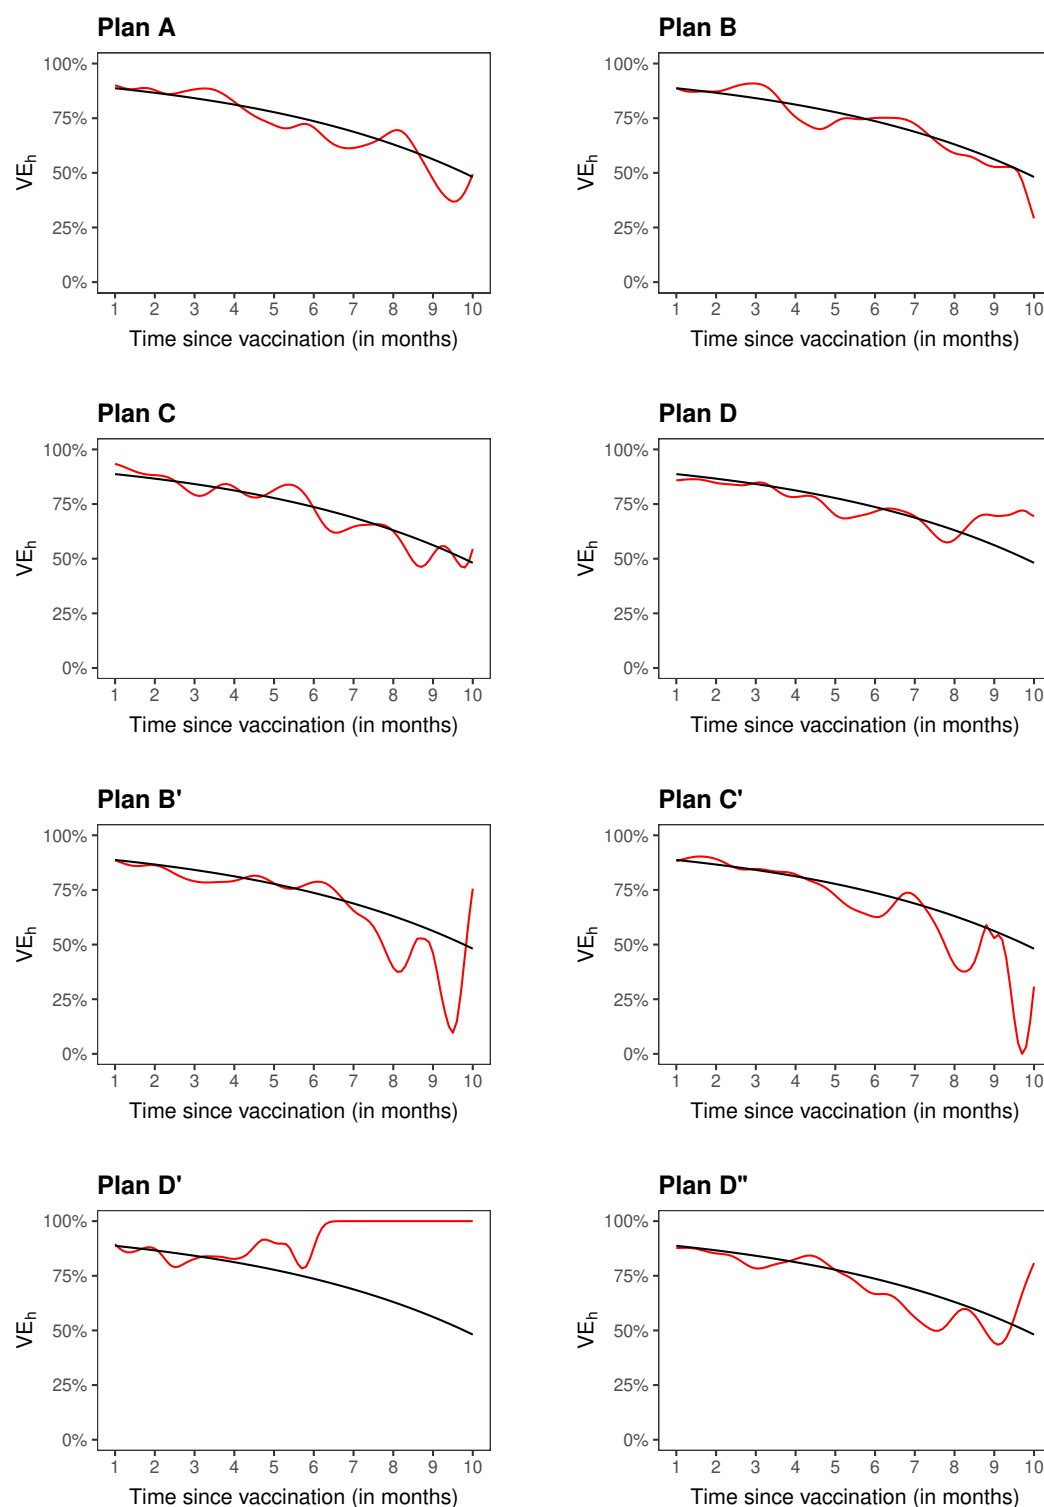 Plan A
100%
75%
50%
25%
0%
VEh
1 2 3 4 5 6 7 8 9 10
Time since vaccination (in months)
Plan B
100%
75%
50%
25%
0%
VEh
1 2 3 4 5 6 7 8 9 10
Time since vaccination (in months)
Plan C
100%
75%
50%
25%
0%
VEh
1 2 3 4 5 6 7 8 9 10
Time since vaccination (in months)
Plan D
100%
75%
50%
25%
0%
VEh
1 2 3 4 5 6 7 8 9 10
Time since vaccination (in months)
Plan B'
100%
75%
50%
25%
0%
VEh
1 2 3 4 5 6 7 8 9 10
Time since vaccination (in months)
Plan C'
100%
75%
50%
25%
0%
VEh
1 2 3 4 5 6 7 8 9 10
Time since vaccination (in months)
Plan D'
100%
75%
50%
25%
0%
VEh
1 2 3 4 5 6 7 8 9 10
Time since vaccination (in months)
Plan D"
100%
75%
50%
25%
0%
VEh
1 2 3 4 5 6 7 8 9 10
Time since vaccination (in months)